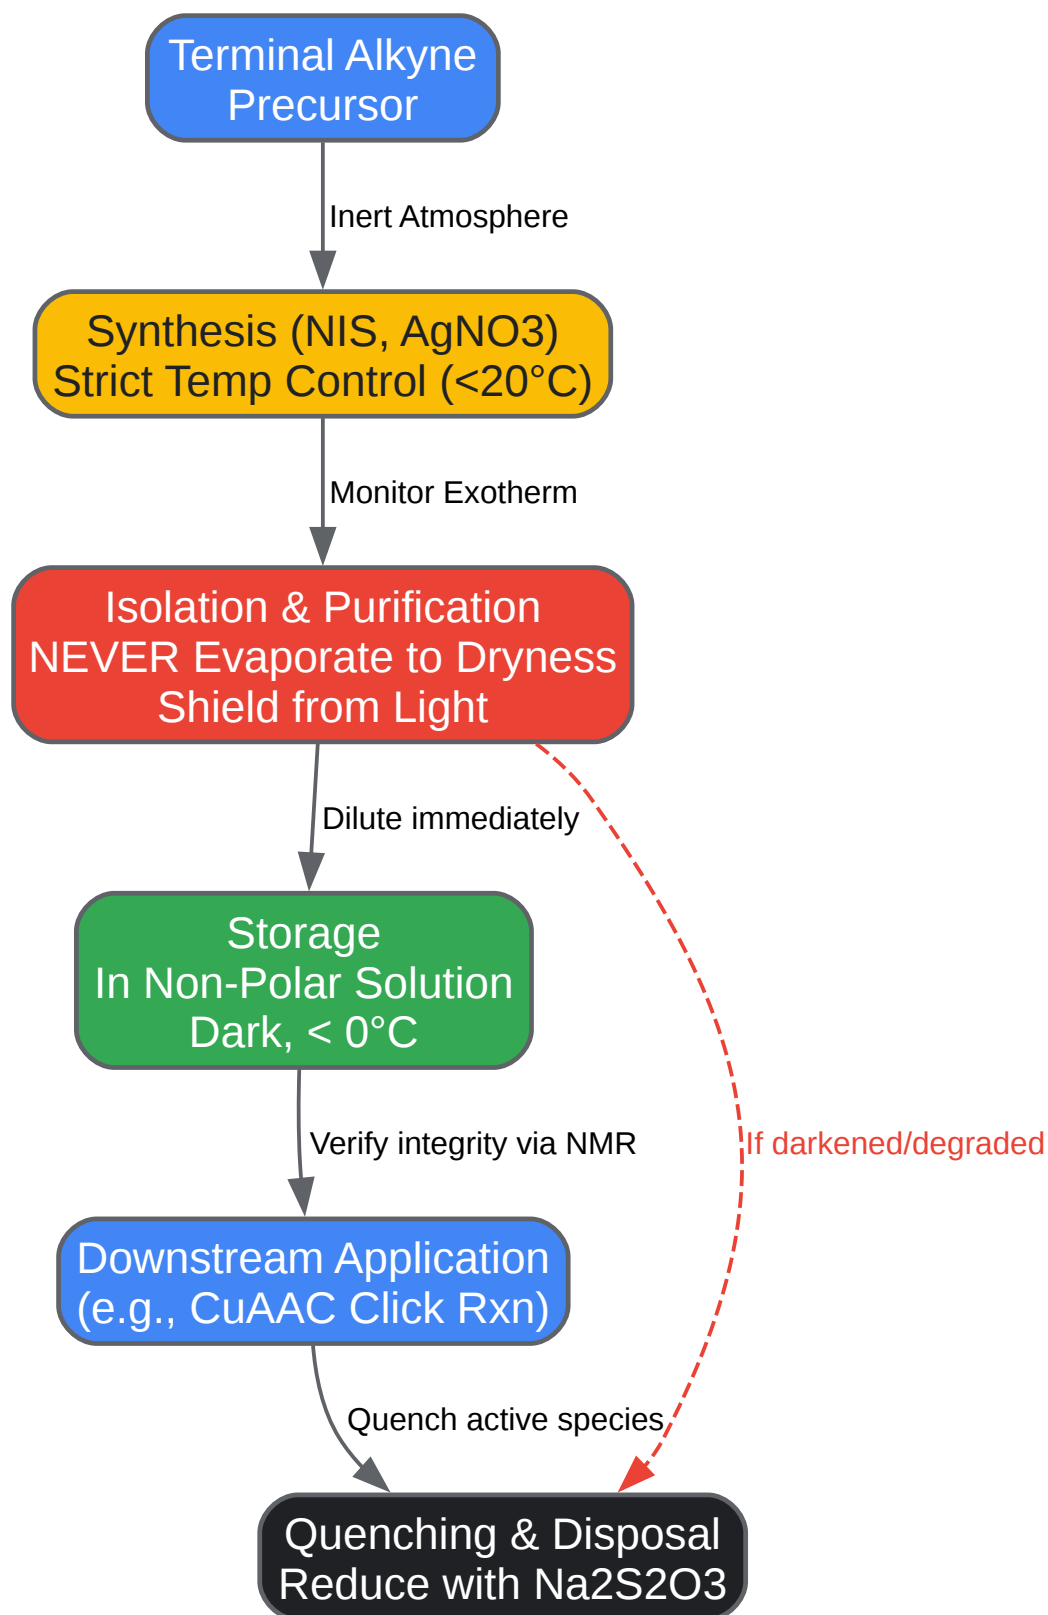 Terminal Alkyne
Precursor
Inert Atmosphere
Synthesis (NIS, AgNO3)
Strict Temp Control (<20°C)
Monitor Exotherm
Isolation & Purification
NEVER Evaporate to Dryness
Shield from Light
Dilute immediately
Storage
In Non-Polar Solution
Dark, < 0°C
Verify integrity via NMR
If darkened/degraded
Downstream Application
(e.g., CuAAC Click Rxn)
Quench active species
Quenching & Disposal
Reduce with Na2S2O3